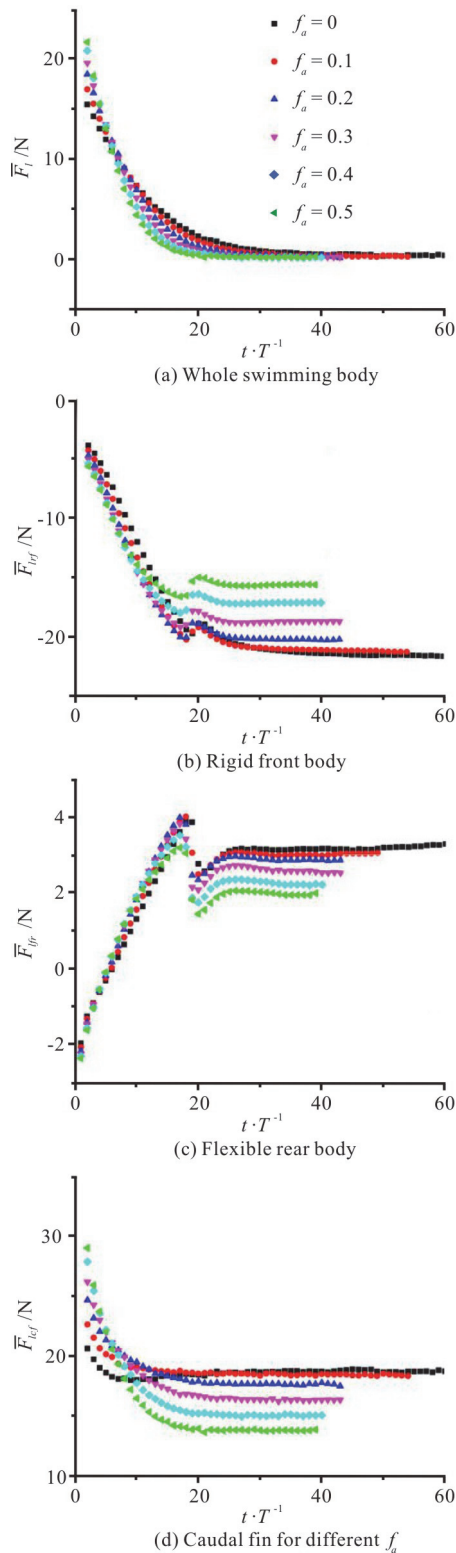 20
10
0
F̅_l /N
f_a = 0
f_a = 0.1
f_a = 0.2
f_a = 0.3
f_a = 0.4
f_a = 0.5
0 20 40 60
t·T⁻¹
(a) Whole swimming body
0
-10
-20
F̅_lrf /N
0 20 40 60
t·T⁻¹
(b) Rigid front body
4
2
0
-2
F̅_lfr /N
0 20 40 60
t·T⁻¹
(c) Flexible rear body
30
20
10
F̅_lcf /N
0 20 40 60
t·T⁻¹
(d) Caudal fin for different f_a